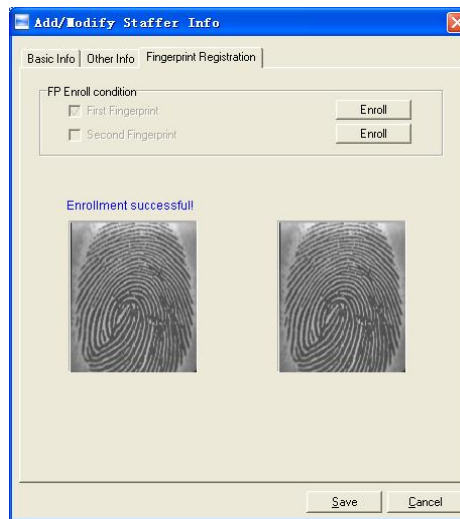 Add/Modify Staffer Info
Basic Info Other Info Fingerprint Registration
FP Enroll condition
First Fingerprint Enroll
Second Fingerprint Enroll
Enrollment successful!
Save Cancel